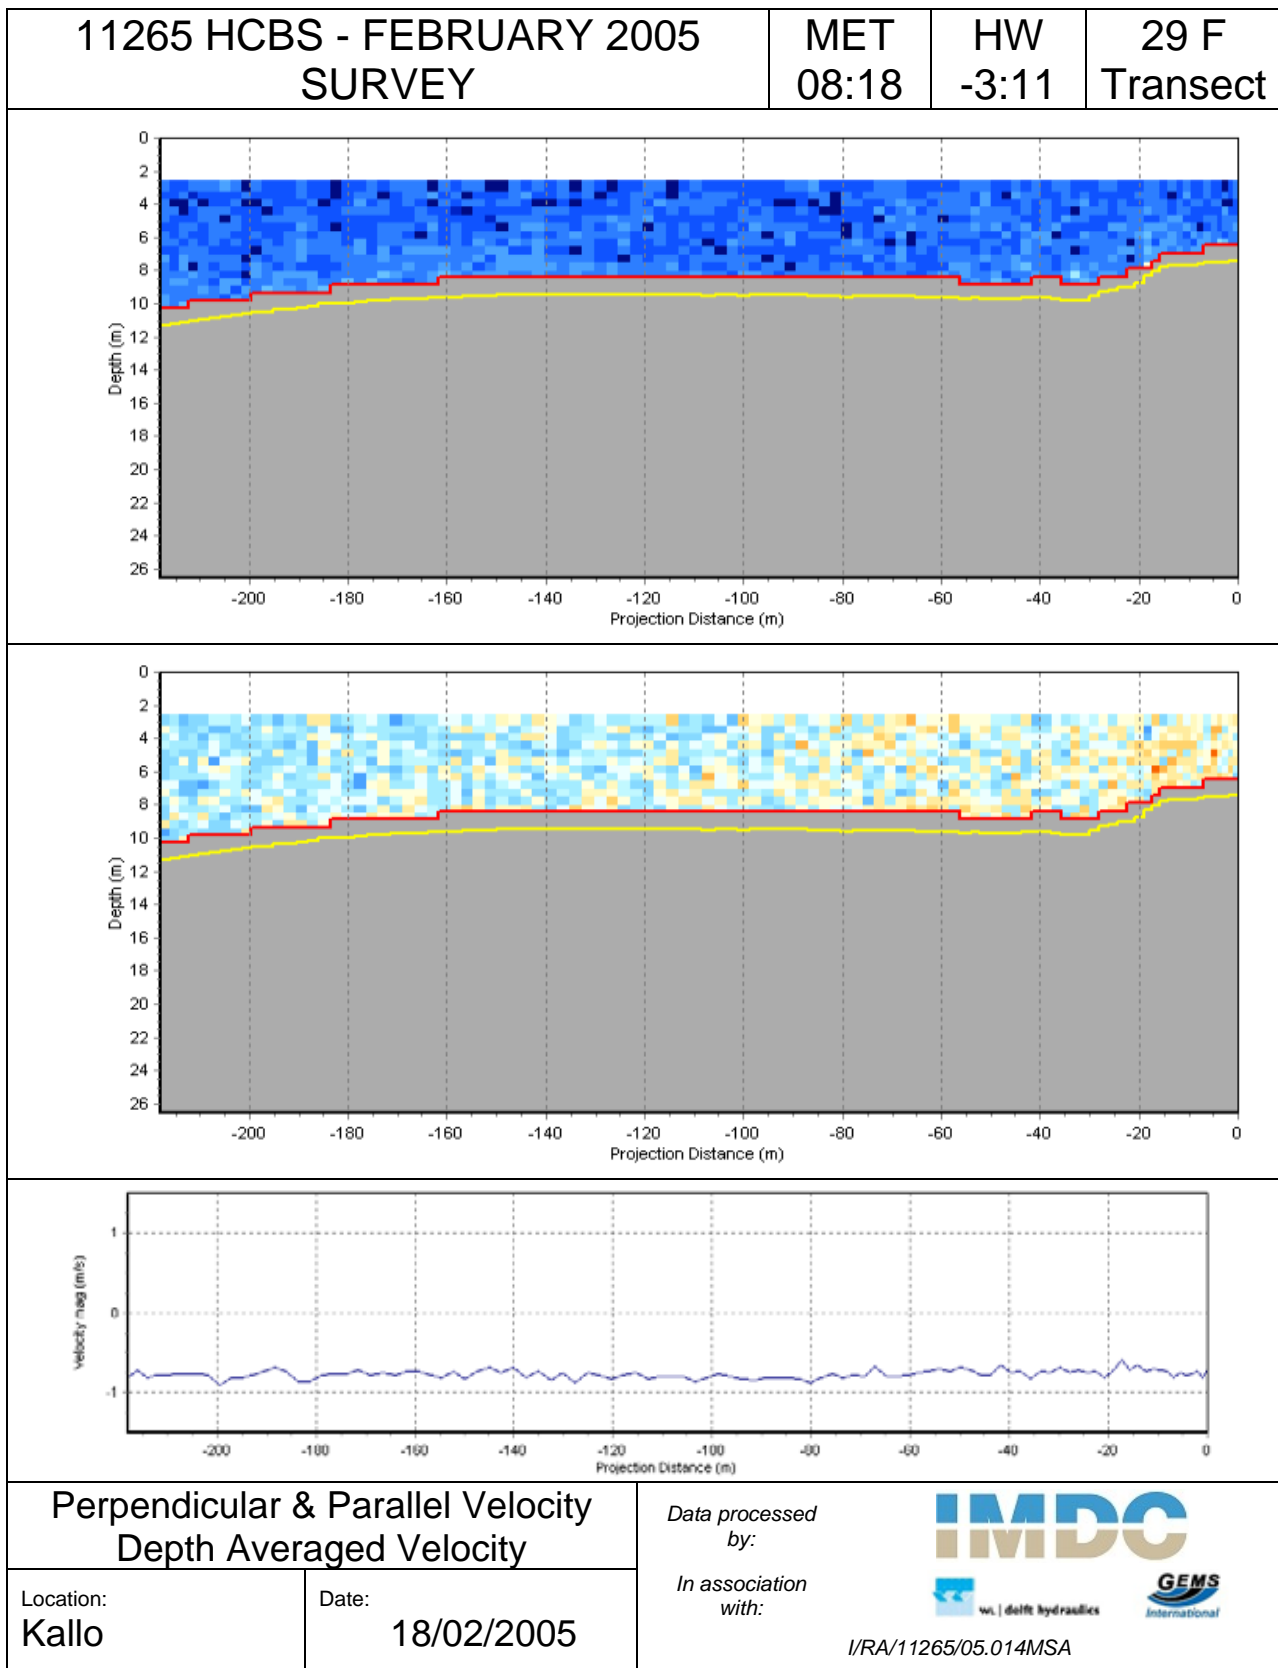 11265 HCBS - FEBRUARY 2005
SURVEY
MET
08:18
HW
-3:11
29 F
Transect
0
2
4
6
8
10
12
14
16
18
20
22
24
26
Depth (m)
-200 -180 -160 -140 -120 -100 -80 -60 -40 -20 0
Projection Distance (m)
0
2
4
6
8
10
12
14
16
18
20
22
24
26
Depth (m)
-200 -180 -160 -140 -120 -100 -80 -60 -40 -20 0
Projection Distance (m)
1
0
-1
Velocity mag (m/s)
-200 -180 -160 -140 -120 -100 -80 -60 -40 -20 0
Projection Distance (m)
Perpendicular & Parallel Velocity
Depth Averaged Velocity
Location:
Kallo
Date:
18/02/2005
Data processed
by:
IMDC
In association
with:
wL | delft hydraulics
GEMS
International
I/RA/11265/05.014MSA